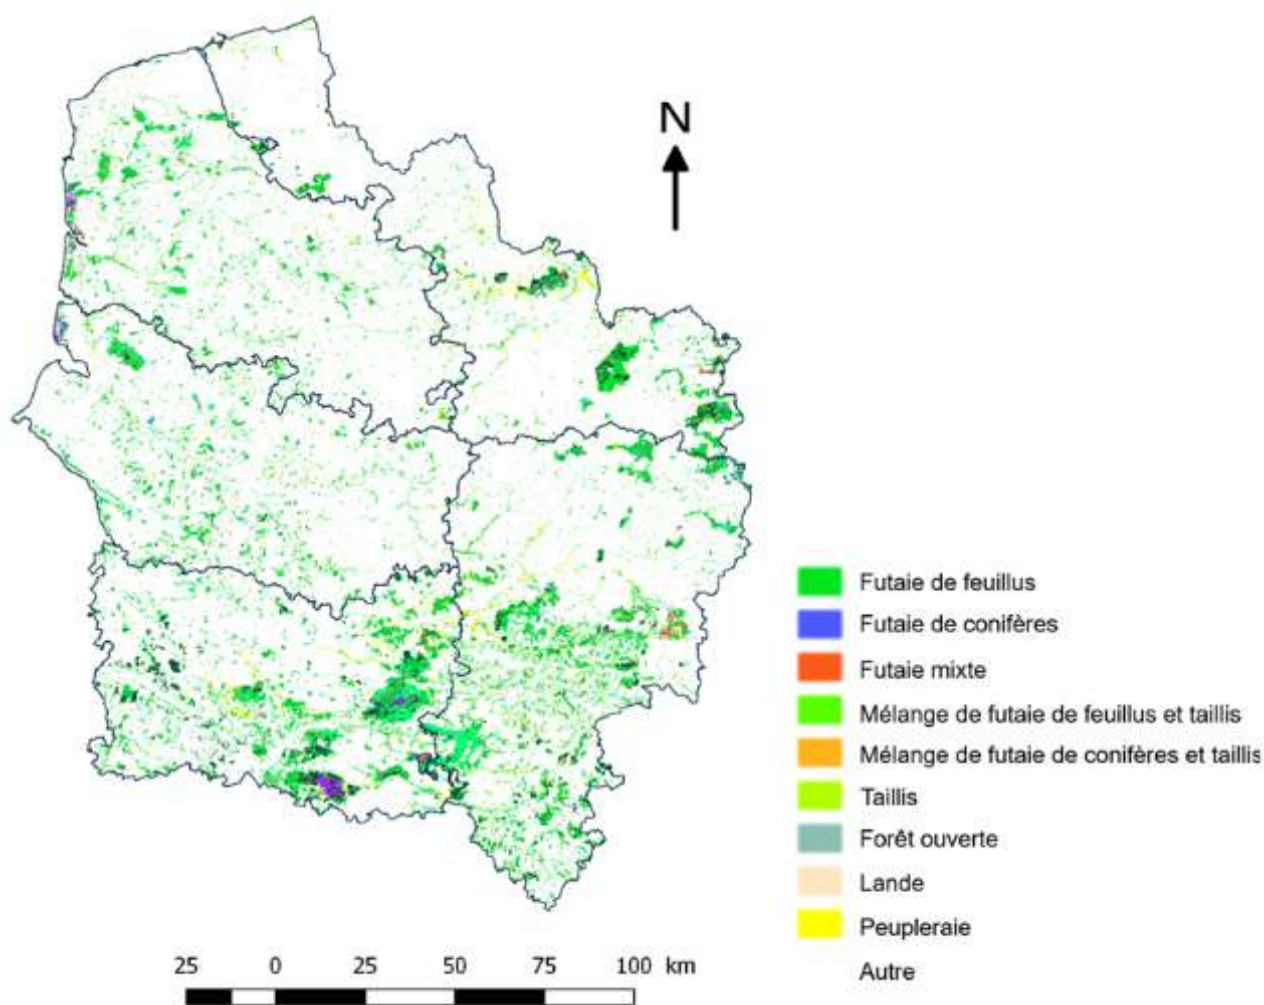 N
Futaie de feuillus
Futaie de conifères
Futaie mixte
Mélange de futaie de feuillus et taillis
Mélange de futaie de conifères et taillis
Taillis
Forêt ouverte
Lande
Peupleraie
Autre
25 0 25 50 75 100 km